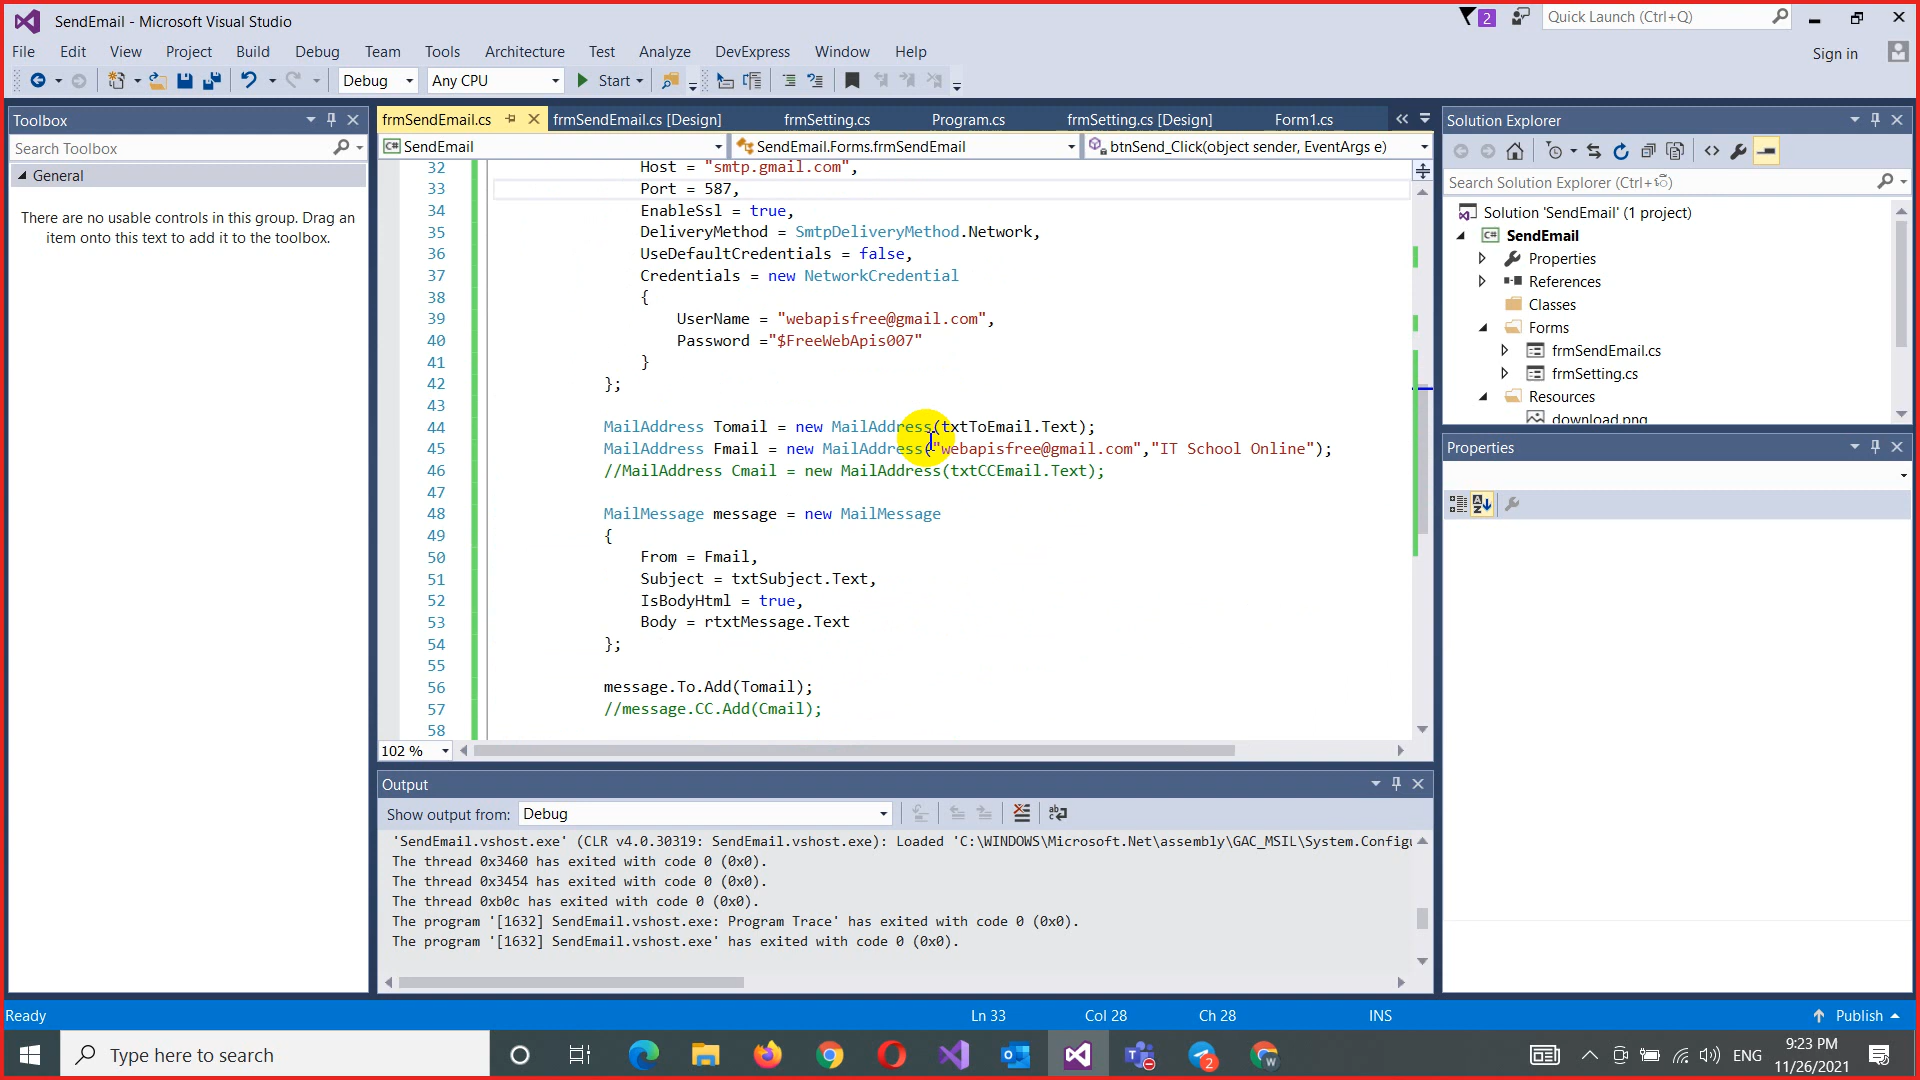 SendEmail - Microsoft Visual Studio
2
Quick Launch (Ctrl+Q)
File Edit View Project Build Debug Team Tools Architecture Test Analyze DevExpress Window Help
Sign in
Debug Any CPU Start
Toolbox
Search Toolbox
General
There are no usable controls in this group. Drag an
item onto this text to add it to the toolbox.
frmSendEmail.cs frmSendEmail.cs [Design] frmSetting.cs Program.cs frmSetting.cs [Design] Form1.cs
SendEmail SendEmail.Forms.frmSendEmail btnSend_Click(object sender, EventArgs e)
32 Host = "smtp.gmail.com",
33 Port = 587,
34 EnableSsl = true,
35 DeliveryMethod = SmtpDeliveryMethod.Network,
36 UseDefaultCredentials = false,
37 Credentials = new NetworkCredential
38 {
39 UserName = "webapisfree@gmail.com",
40 Password ="$FreeWebApis007"
41 }
42 };
43
44 MailAddress Tomail = new MailAddress(txtToEmail.Text);
45 MailAddress Fmail = new MailAddress("webapisfree@gmail.com","IT School Online");
46 //MailAddress Cmail = new MailAddress(txtCCEmail.Text);
47
48 MailMessage message = new MailMessage
49 {
50 From = Fmail,
51 Subject = txtSubject.Text,
52 IsBodyHtml = true,
53 Body = rtxtMessage.Text
54 };
55
56 message.To.Add(Tomail);
57 //message.CC.Add(Cmail);
58
102 %
Output
Show output from: Debug
'SendEmail.vshost.exe' (CLR v4.0.30319: SendEmail.vshost.exe): Loaded 'C:\WINDOWS\Microsoft.Net\assembly\GAC_MSIL\System.Configu
The thread 0x3460 has exited with code 0 (0x0).
The thread 0x3454 has exited with code 0 (0x0).
The thread 0xb0c has exited with code 0 (0x0).
The program '[1632] SendEmail.vshost.exe: Program Trace' has exited with code 0 (0x0).
The program '[1632] SendEmail.vshost.exe' has exited with code 0 (0x0).
Solution Explorer
Search Solution Explorer (Ctrl+
Solution 'SendEmail' (1 project)
SendEmail
Properties
References
Classes
Forms
frmSendEmail.cs
frmSetting.cs
Resources
download.png
Properties
Ready Ln 33 Col 28 Ch 28 INS Publish
Type here to search
2
ENG
9:23 PM
11/26/2021